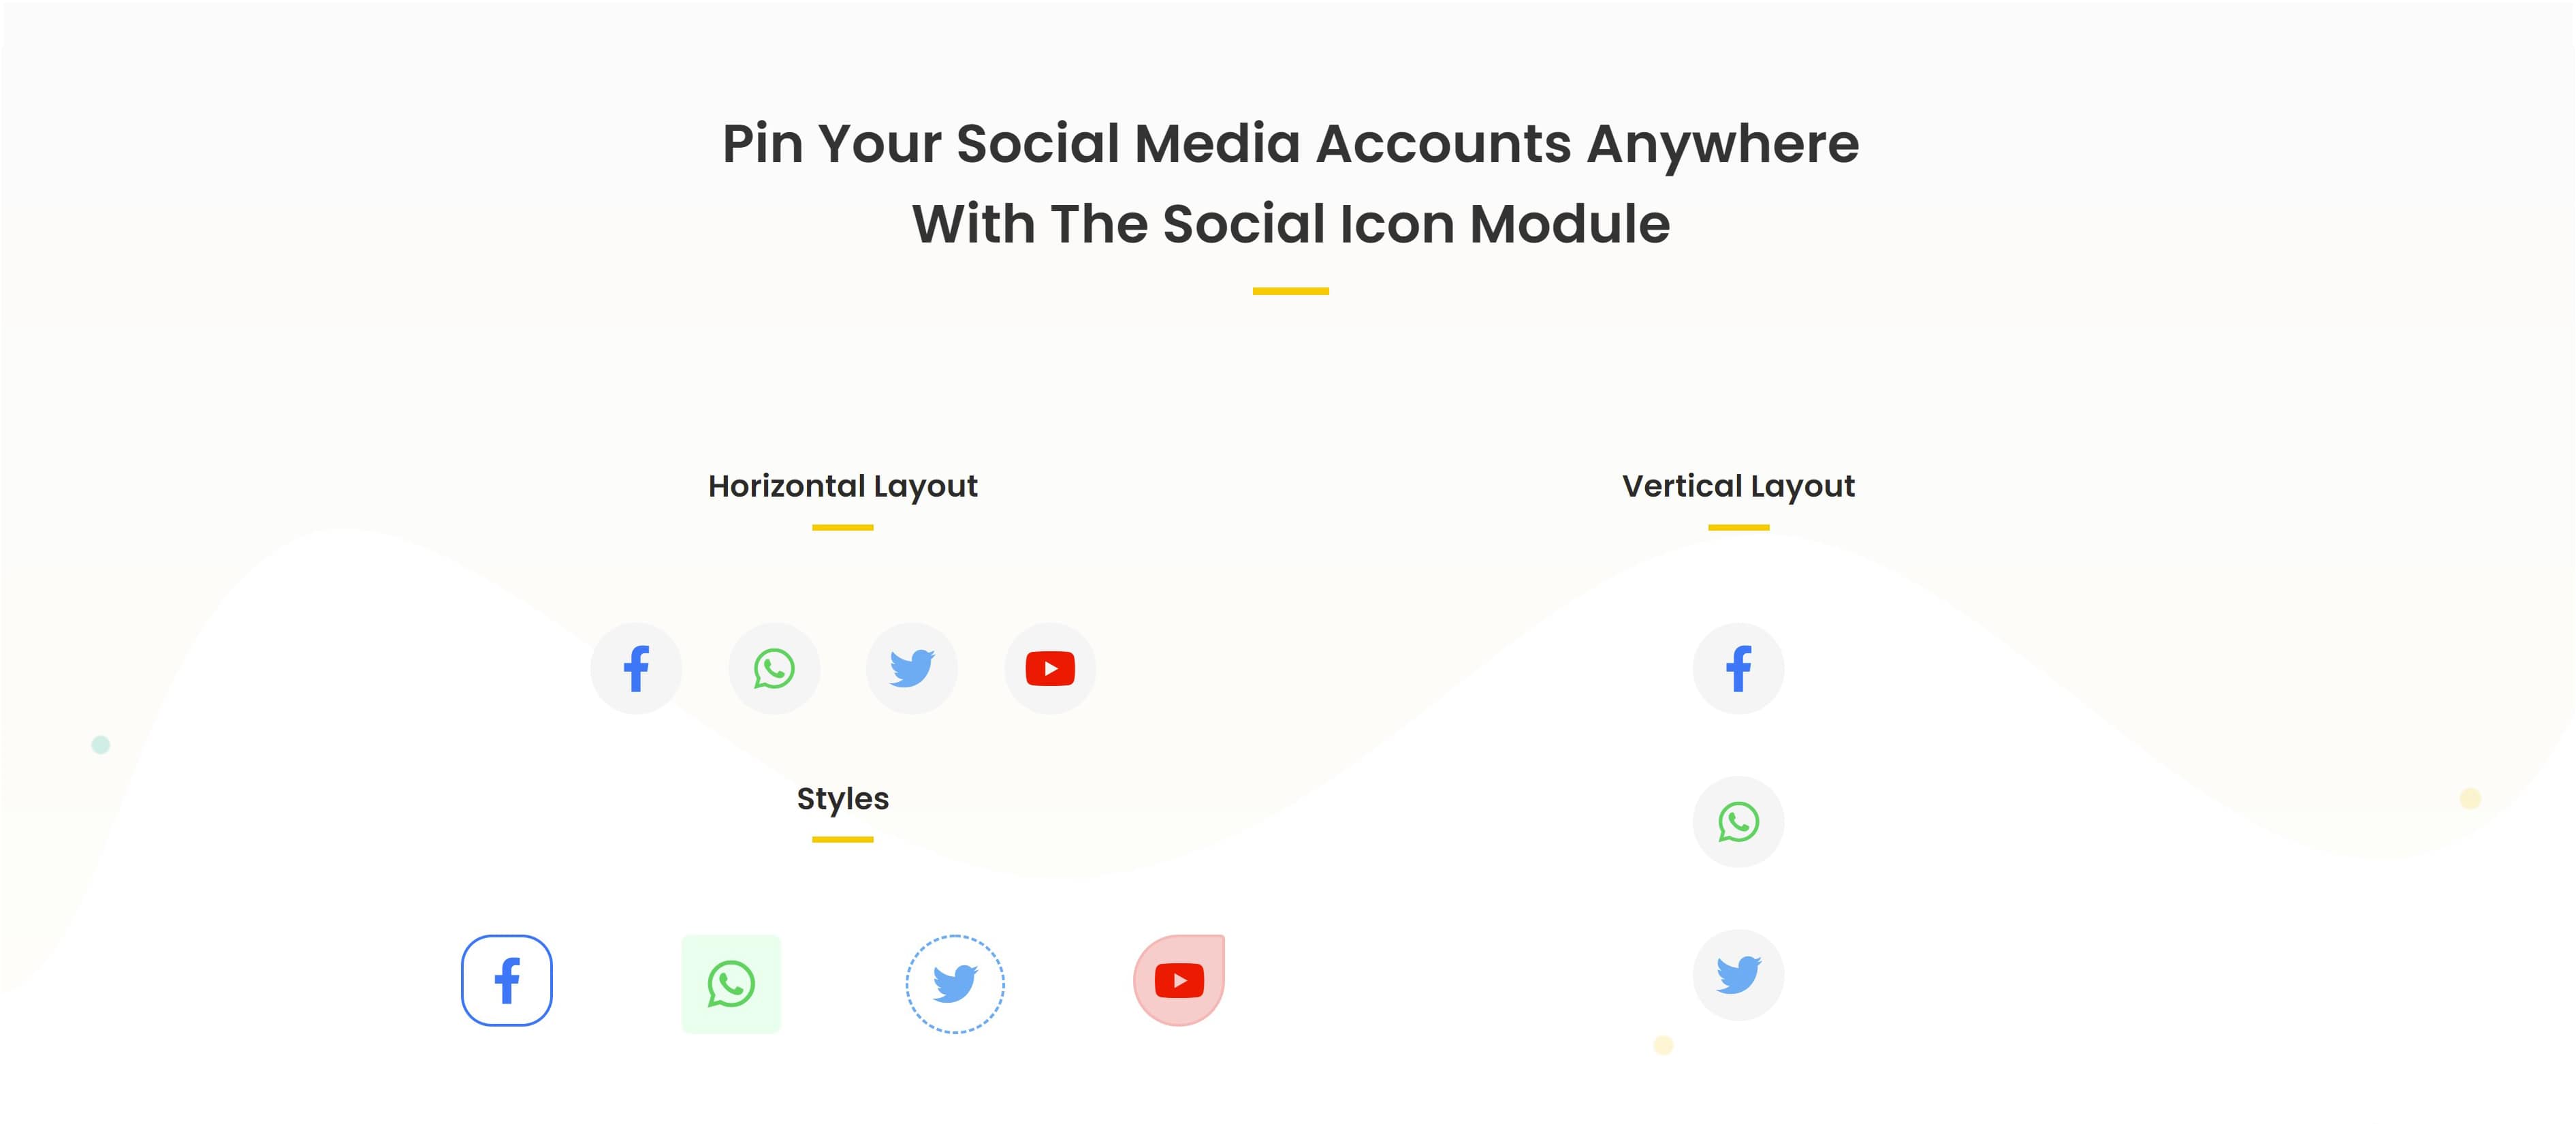 Pin Your Social Media Accounts Anywhere
With The Social Icon Module
Horizontal Layout
Vertical Layout
Styles